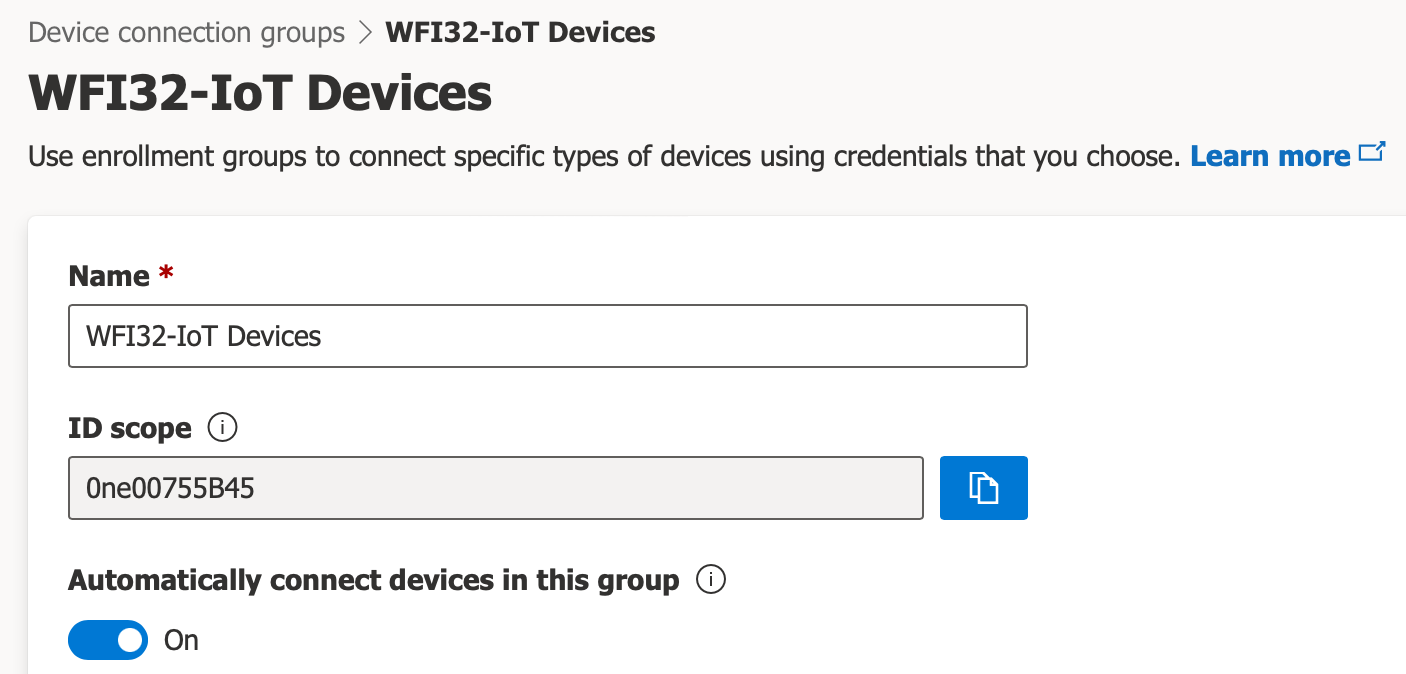 Device connection groups > WFI32-IoT Devices
WFI32-IoT Devices
Use enrollment groups to connect specific types of devices using credentials that you choose. Learn more
Name *
WFI32-IoT Devices
ID scope
0ne00755B45
Automatically connect devices in this group
On